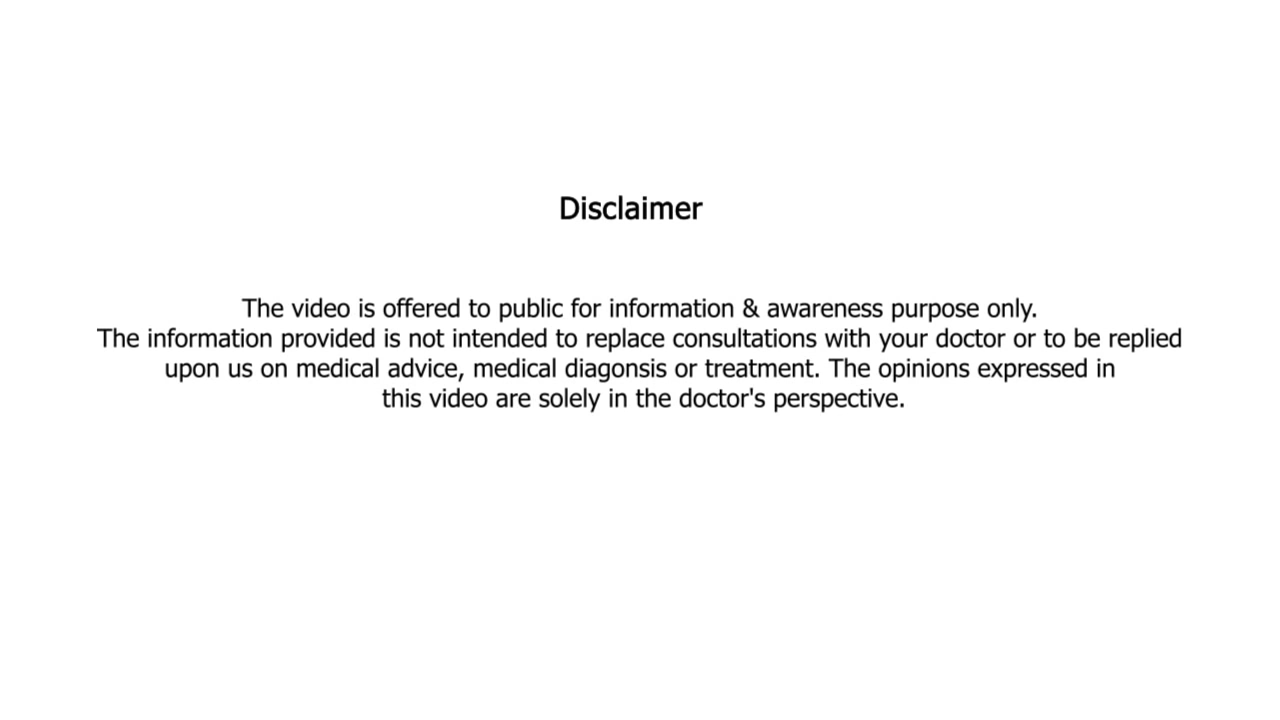 Disclaimer
The video is offered to public for information & awareness purpose only.
The information provided is not intended to replace consultations with your doctor or to be replied
upon us on medical advice, medical diagonsis or treatment. The opinions expressed in
this video are solely in the doctor's perspective.